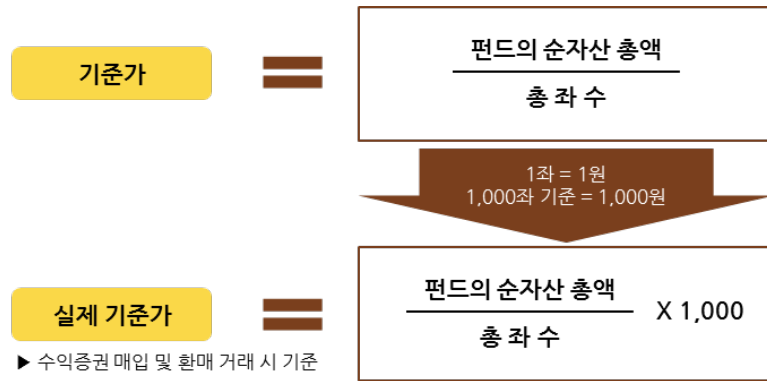 기준가
=
펀드의 순자산 총액
총 좌 수
1좌 = 1원
1,000좌 기준 = 1,000원
실제 기준가
=
펀드의 순자산 총액
총 좌 수
X 1,000
▶ 수익증권 매입 및 환매 거래 시 기준